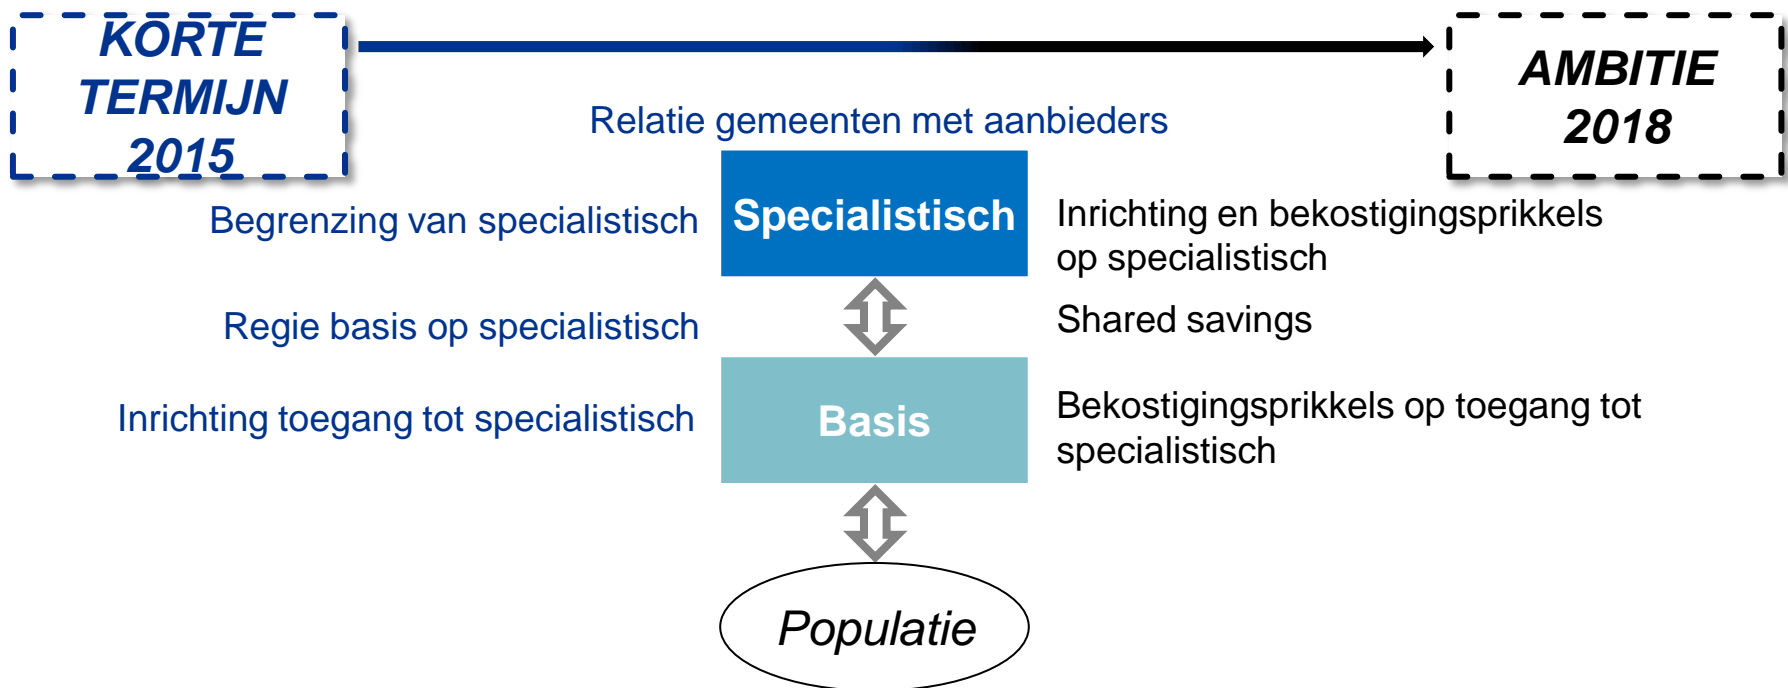 KORTE
TERMIJN
2015
AMBITIE
2018
Relatie gemeenten met aanbieders
Begrenzing van specialistisch
Specialistisch
Inrichting en bekostigingsprikkels
op specialistisch
Regie basis op specialistisch
Shared savings
Inrichting toegang tot specialistisch
Basis
Bekostigingsprikkels op toegang tot
specialistisch
Populatie